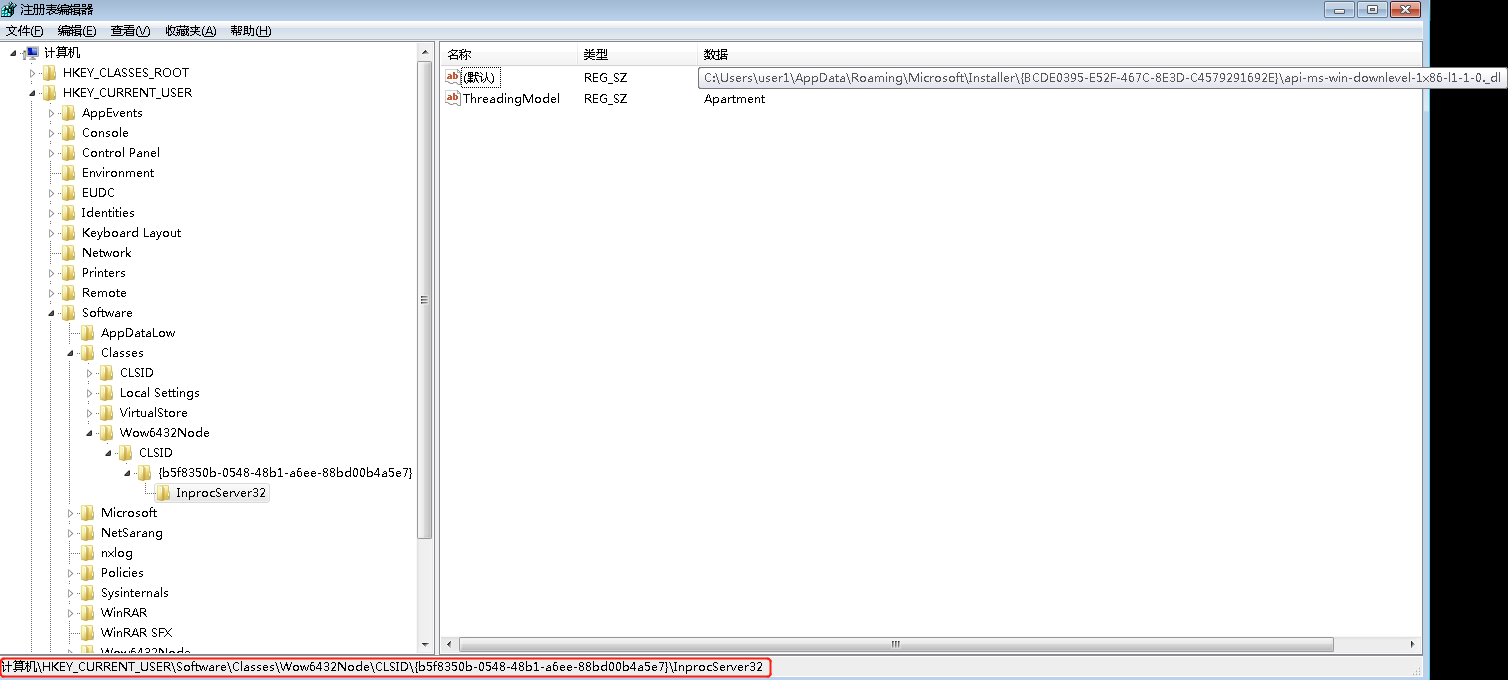 注册表编辑器
文件(F) 编辑(E) 查看(V) 收藏夹(A) 帮助(H)
计算机
HKEY_CLASSES_ROOT
HKEY_CURRENT_USER
AppEvents
Console
Control Panel
Environment
EUDC
Identities
Keyboard Layout
Network
Printers
Remote
Software
AppDataLow
Classes
CLSID
Local Settings
VirtualStore
Wow6432Node
CLSID
{b5f8350b-0548-48b1-a6ee-88bd00b4a5e7}
InprocServer32
Microsoft
NetSarang
nxlog
Policies
Sysinternals
WinRAR
WinRAR SFX
Wow6432Node
名称 类型 数据
(默认) REG_SZ C:\Users\user1\AppData\Roaming\Microsoft\Installer\{BCDE0395-E52F-467C-8E3D-C4579291692E}\api-ms-win-downlevel-1x86-l1-1-0._dl
ThreadingModel REG_SZ Apartment
计算机\HKEY_CURRENT_USER\Software\Classes\Wow6432Node\CLSID\{b5f8350b-0548-48b1-a6ee-88bd00b4a5e7}\InprocServer32